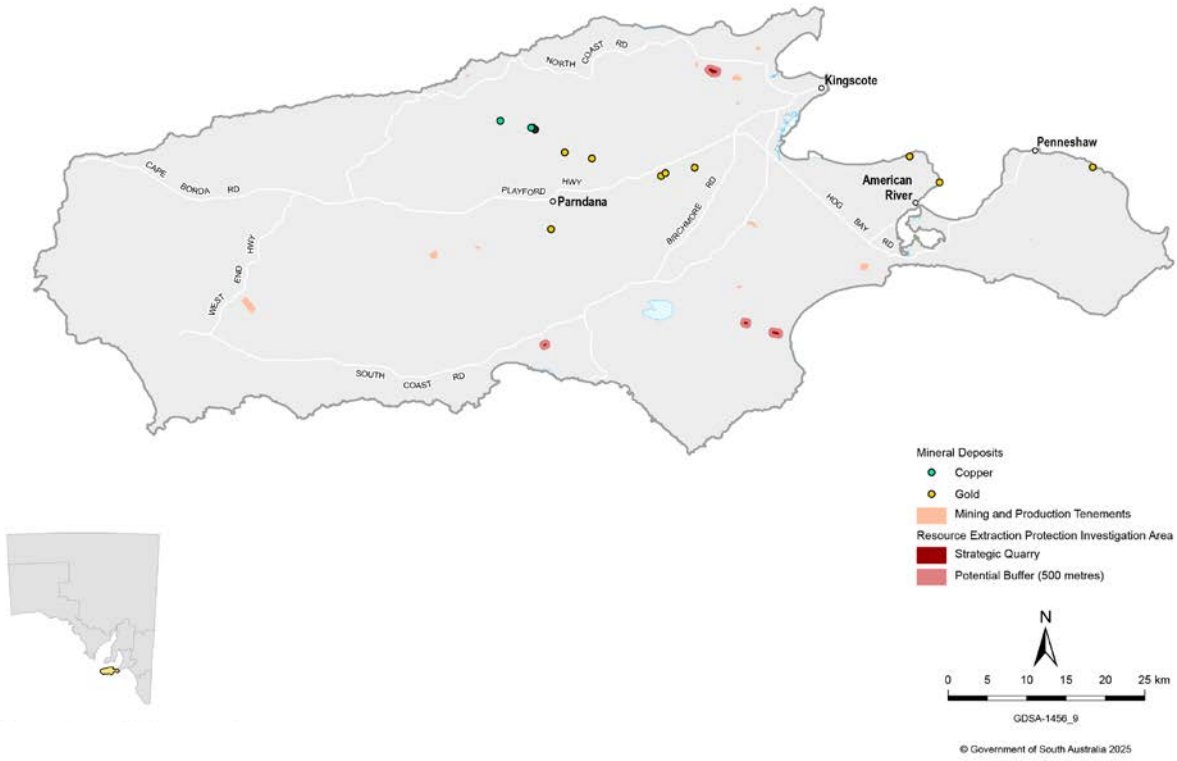 NORTH COAST RD
Kingscote
Penneshaw
CAPE BORDA RD
PLAYFORD HWY
American
River
Parndana
BIRCHMORE RD
HOG BAY RD
WEST END HWY
SOUTH COAST RD
Mineral Deposits
Copper
Gold
Mining and Production Tenements
Resource Extraction Protection Investigation Area
Strategic Quarry
Potential Buffer (500 metres)
N
0 5 10 15 20 25 km
GDSA-1456_9
© Government of South Australia 2025